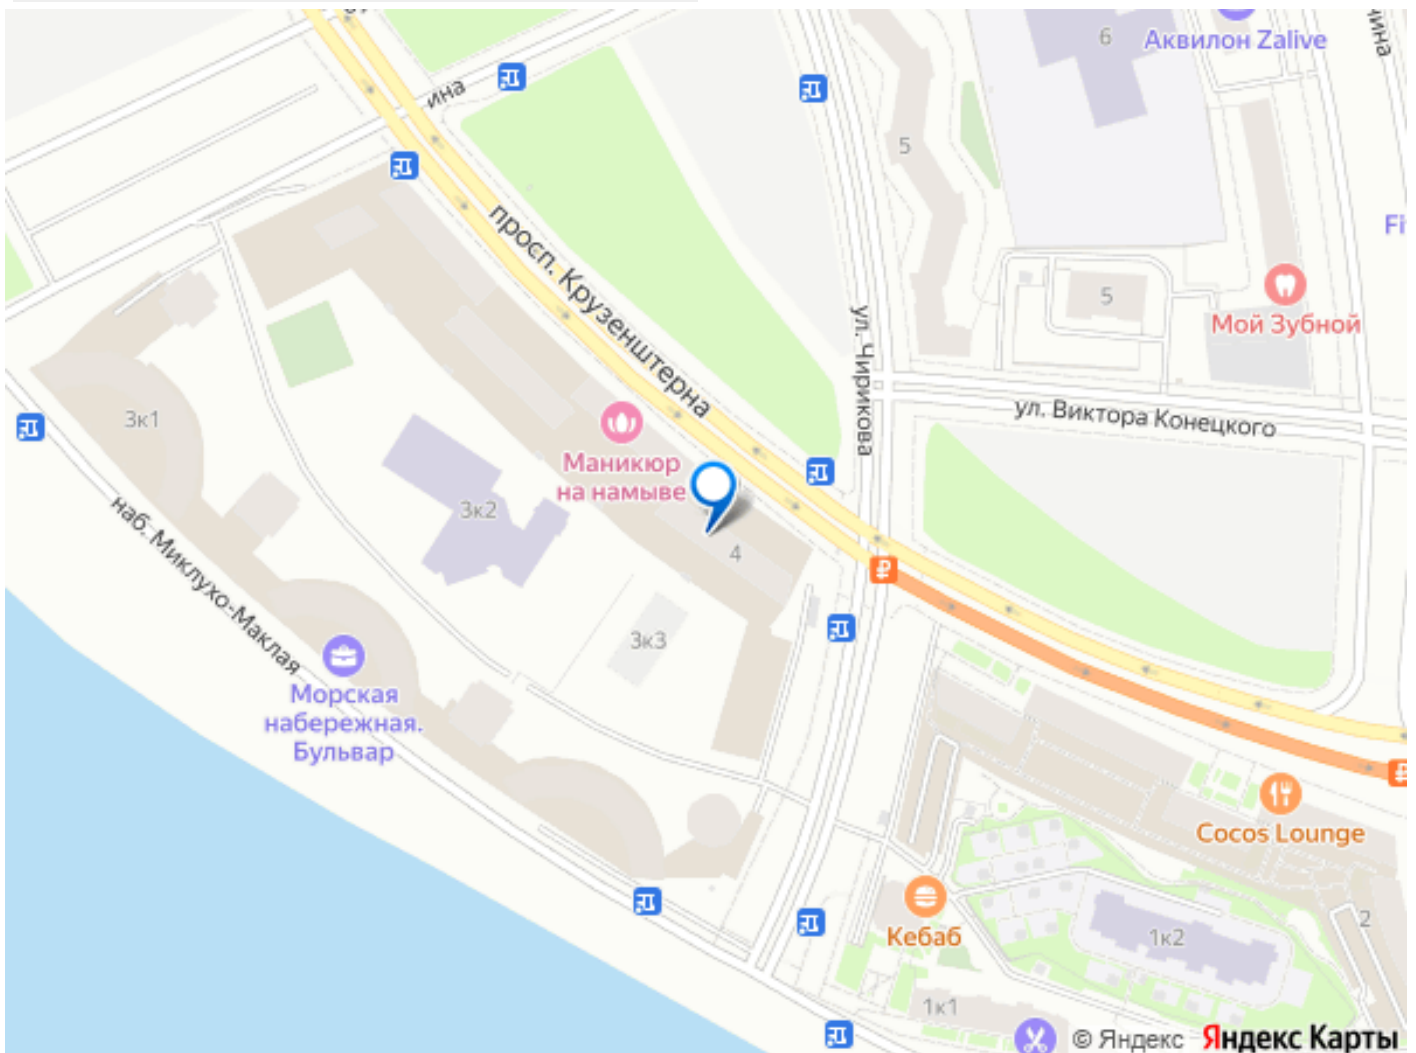 6
Аквилон Zalive
чина
ина
5
Fi
просп. Крузенштерна
ул. Чирикова
5
Мой Зубной
ул. Виктора Конецкого
3к1
Маникюр
на намыве
3к2
4
наб. Миклухо-Маклая
3к3
Морская
набережная.
Бульвар
Cocos Lounge
Кебаб
2
1к2
1к1
© Яндекс Яндекс Карты